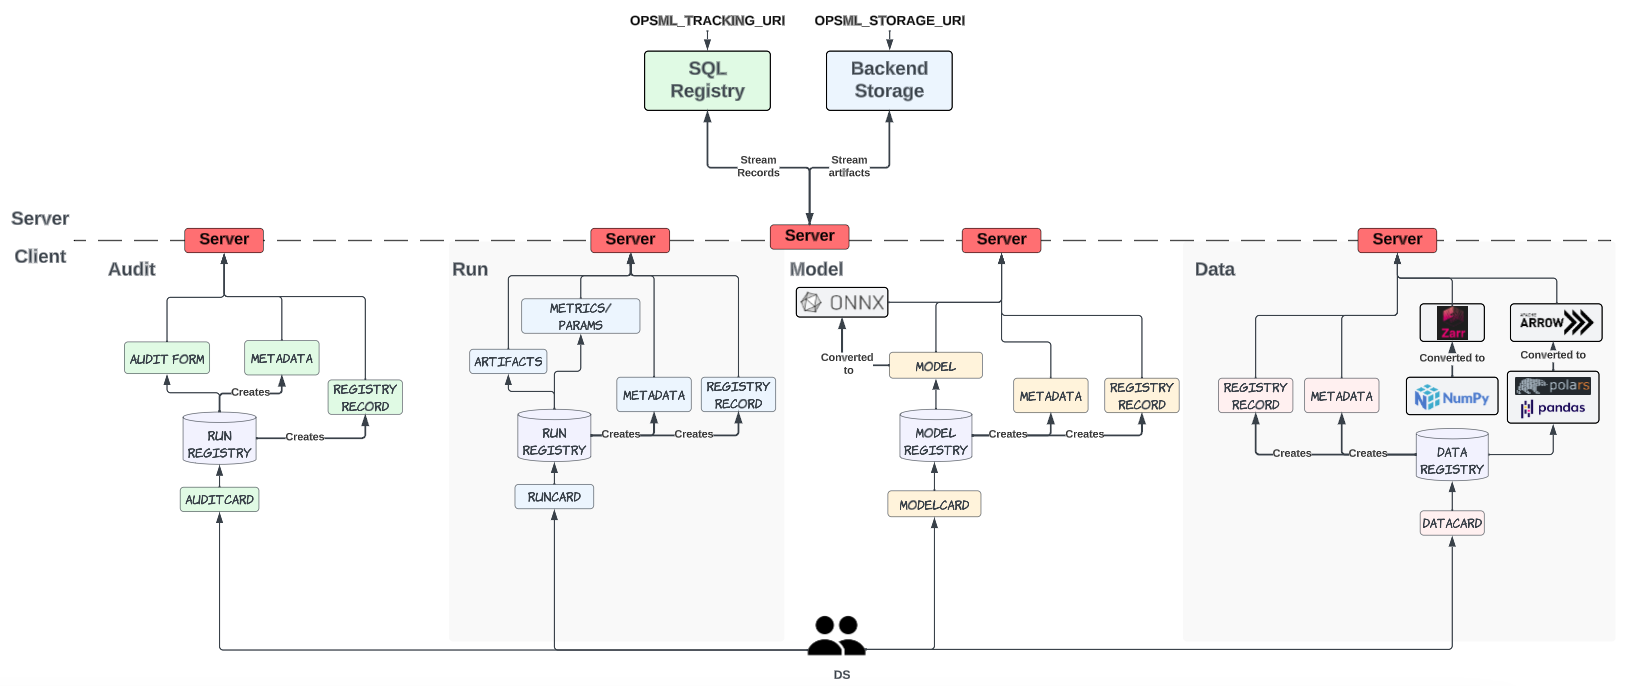 OPSML_TRACKING_URI
OPSML_STORAGE_URI
SQL
Registry
Backend
Storage
Stream
Records
Stream
artifacts
Server
Client
Server
Server
Server
Server
Server
Audit
AUDIT FORM
METADATA
REGISTRY
RECORD
Creates
Creates
RUN
REGISTRY
AUDITCARD
Run
METRICS/
PARAMS
ARTIFACTS
METADATA
REGISTRY
RECORD
RUN
REGISTRY
Creates
Creates
RUNCARD
Model
ONNX
Converted
to
MODEL
METADATA
REGISTRY
RECORD
MODEL
REGISTRY
Creates
Creates
MODELCARD
Data
Zarr
APACHE
ARROW
Converted to
Converted to
REGISTRY
RECORD
METADATA
NumPy
polars
pandas
Creates
Creates
DATA
REGISTRY
DATACARD
DS